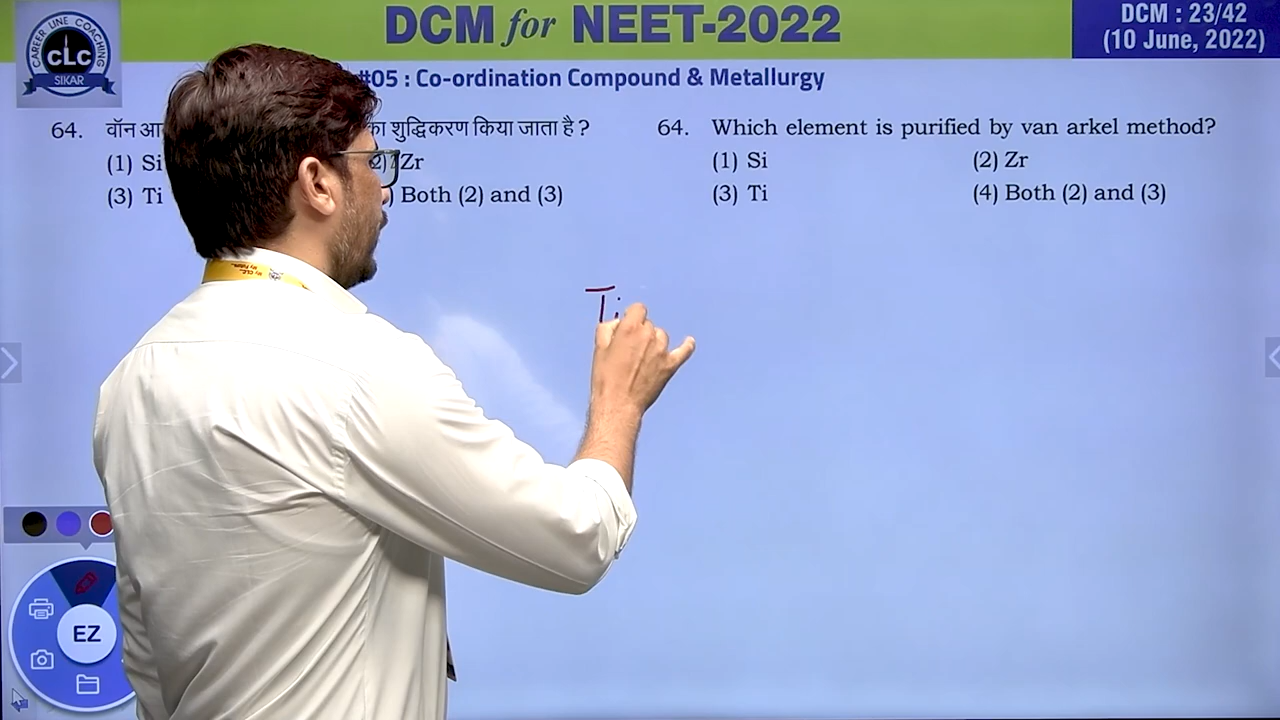 CAREER LINE COACHING
CLC
SIKAR
DCM for NEET-2022
DCM : 23/42
(10 June, 2022)
#05 : Co-ordination Compound & Metallurgy
64. वॉन का शुद्धिकरण किया जाता है ?
(1) Si (2) Zr
(3) Ti Both (2) and (3)
64. Which element is purified by van arkel method?
(1) Si (2) Zr
(3) Ti (4) Both (2) and (3)
Ti
EZ